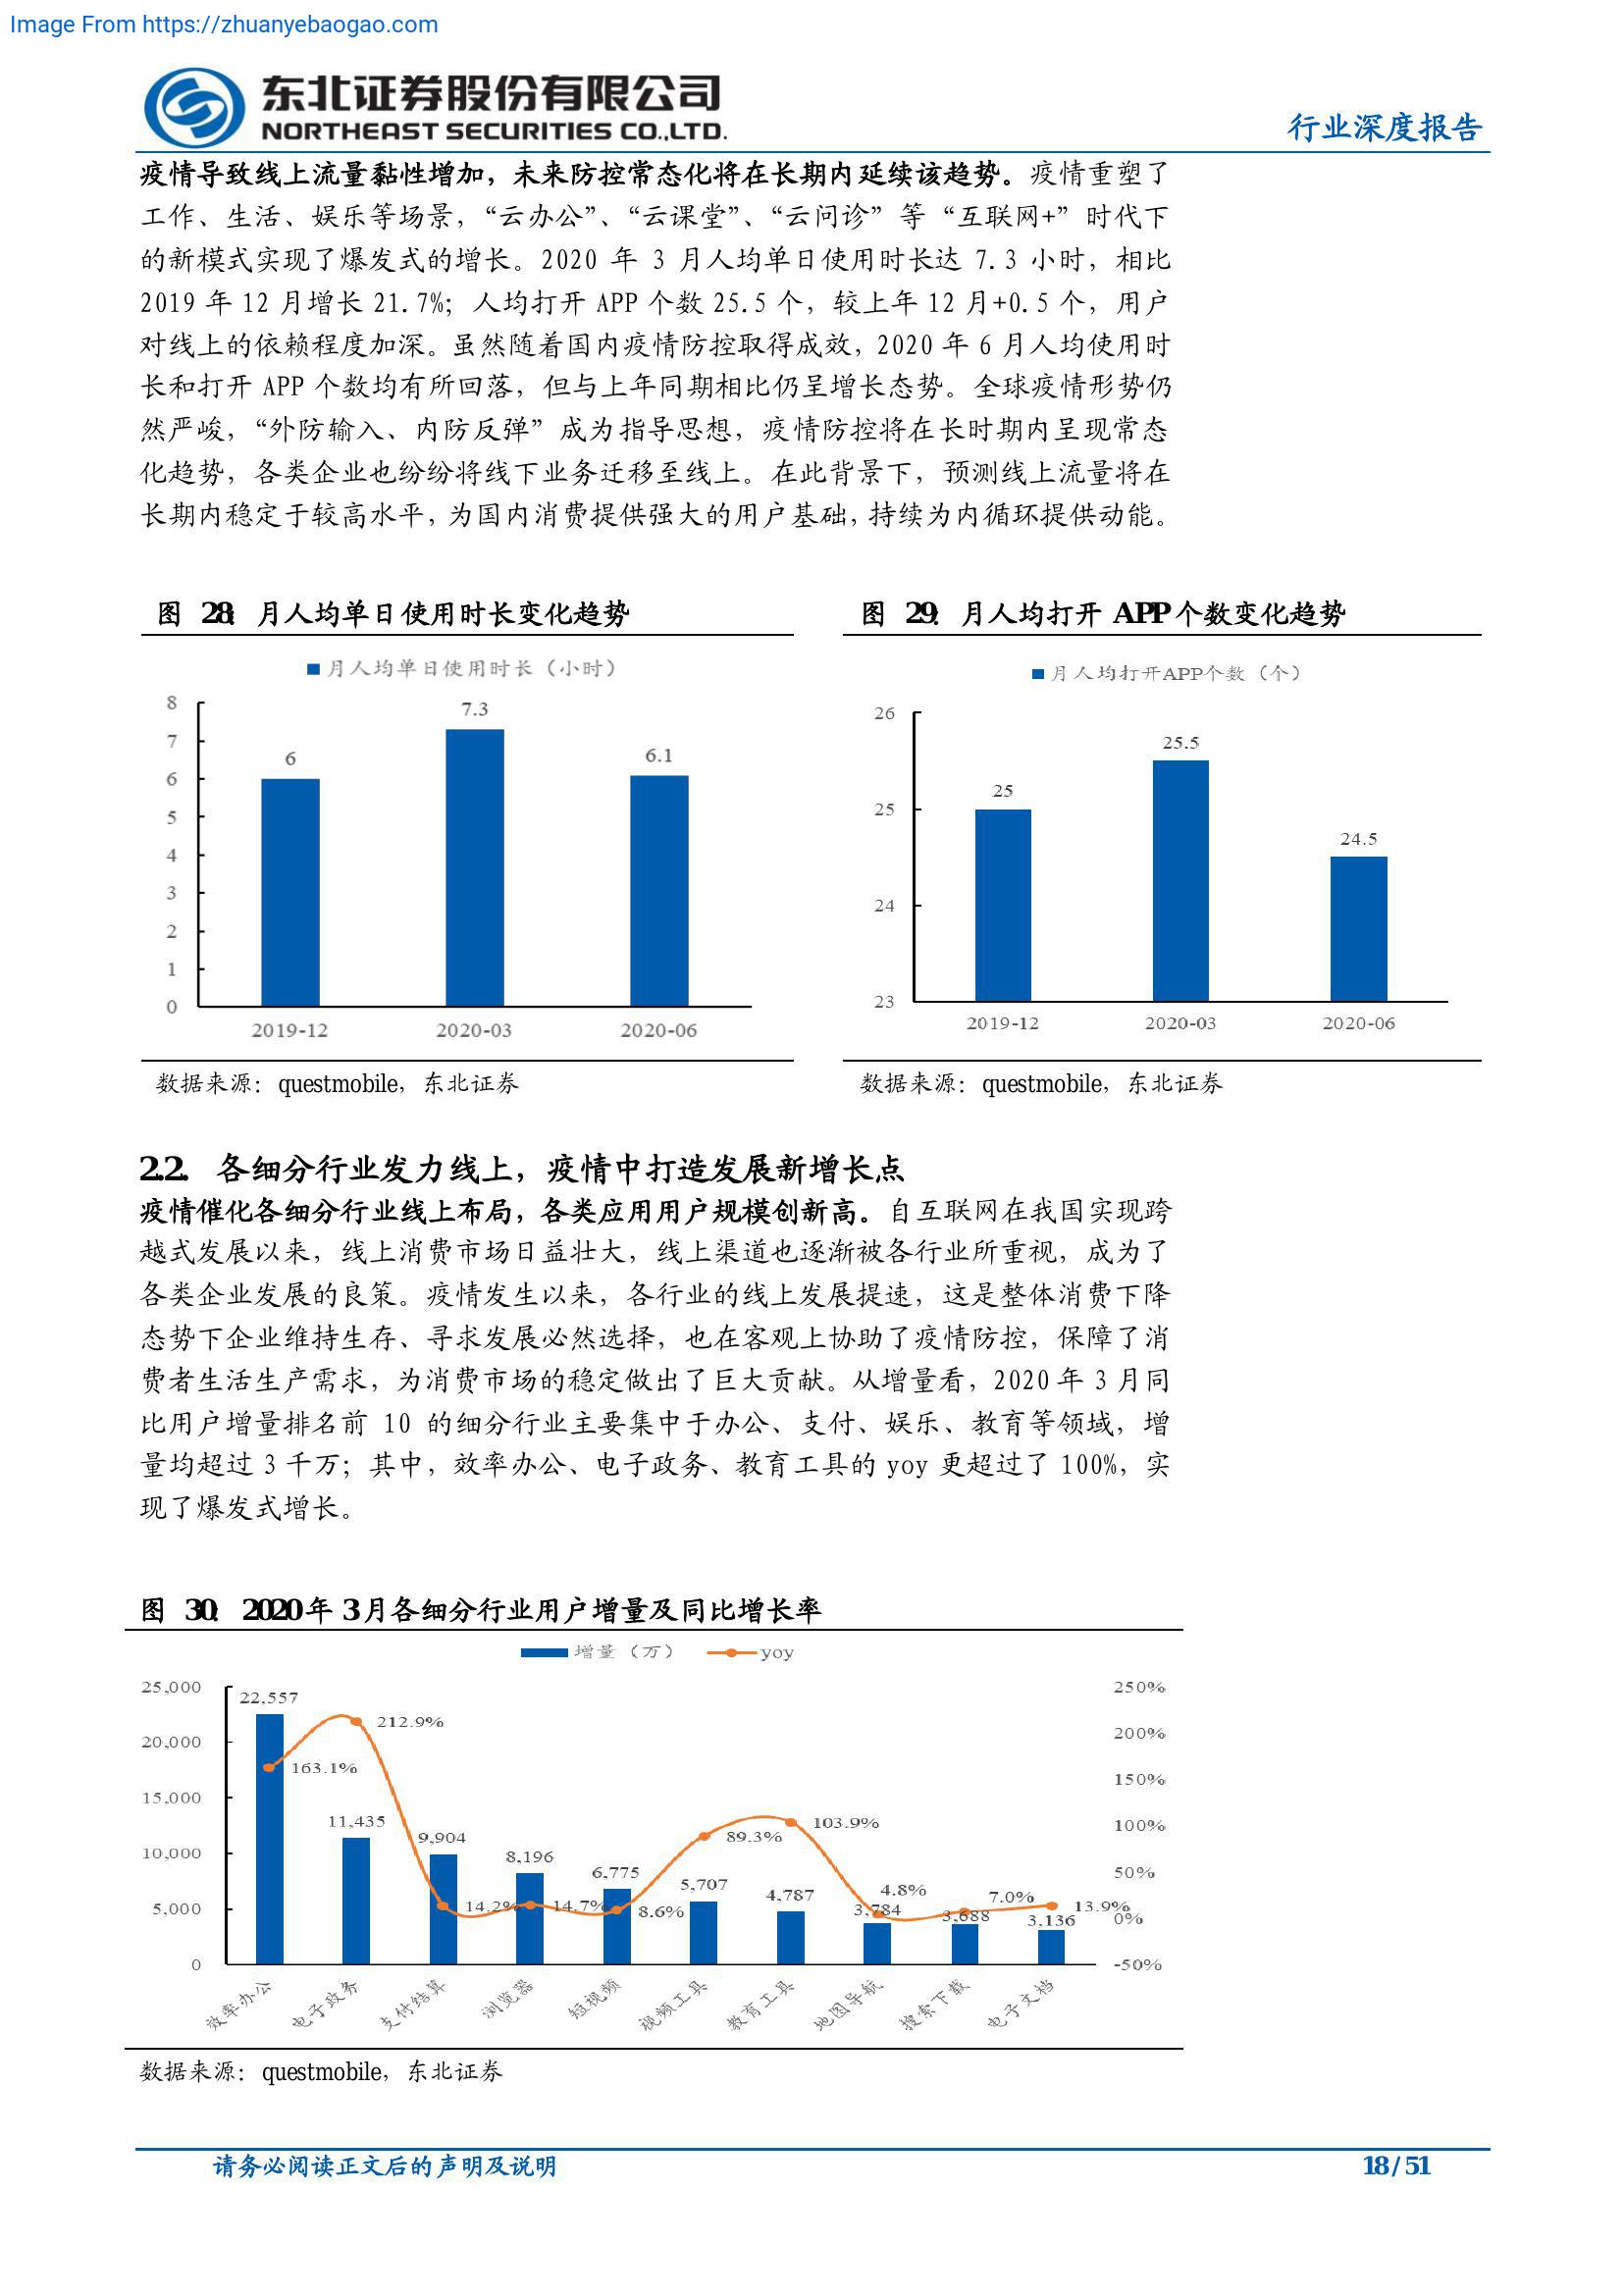 Image From https://zhuanyebaogao.com
东北证券股份有限公司
NORTHEAST SECURITIES CO.,LTD.
行业深度报告
疫情导致线上流量黏性增加，未来防控常态化将在长期内延续该趋势。疫情重塑了
工作、生活、娱乐等场景，“云办公”、“云课堂”、“云问诊” 等 “互联网+” 时代下
的新模式实现了爆发式的增长。2020 年 3 月人均单日使用时长达 7.3 小时，相比
2019 年 12 月增长 21.7%；人均打开 APP 个数 25.5 个，较上年 12 月+0.5 个，用户
对线上的依赖程度加深。虽然随着国内疫情防控取得成效，2020 年 6 月人均使用时
长和打开 APP 个数均有所回落，但与上年同期相比仍呈增长态势。全球疫情形势仍
然严峻，“外防输入、内防反弹” 成为指导思想，疫情防控将在长时期内呈现常态
化趋势，各类企业也纷纷将线下业务迁移至线上。在此背景下，预测线上流量将在
长期内稳定于较高水平，为国内消费提供强大的用户基础，持续为内循环提供动能。
图 28：月人均单日使用时长变化趋势
月人均单日使用时长（小时）
8
7
6
5
4
3
2
1
0
6
7.3
6.1
2019-12 2020-03 2020-06
数据来源：questmobile，东北证券
图 29：月人均打开 APP 个数变化趋势
月人均打开APP个数（个）
26
25
24
23
25
25.5
24.5
2019-12 2020-03 2020-06
数据来源：questmobile，东北证券
2.2. 各细分行业发力线上，疫情中打造发展新增长点
疫情催化各细分行业线上布局，各类应用用户规模创新高。自互联网在我国实现跨
越式发展以来，线上消费市场日益壮大，线上渠道也逐渐被各行业所重视，成为了
各类企业发展的良策。疫情发生以来，各行业的线上发展提速，这是整体消费下降
态势下企业维持生存、寻求发展必然选择，也在客观上协助了疫情防控，保障了消
费者生活生产需求，为消费市场的稳定做出了巨大贡献。从增量看，2020 年 3 月同
比用户增量排名前 10 的细分行业主要集中于办公、支付、娱乐、教育等领域，增
量均超过 3 千万；其中，效率办公、电子政务、教育工具的 yoy 更超过了 100%，实
现了爆发式增长。
图 30：2020 年 3 月各细分行业用户增量及同比增长率
增量（万） yoy
25,000
20,000
15,000
10,000
5,000
0
22,557
11,435
9,904
8,196
6,775
5,707
4,787
3,784
3,688
3,136
163.1%
212.9%
14.2%
14.7%
8.6%
89.3%
103.9%
4.8%
7.0%
13.9%
250%
200%
150%
100%
50%
0%
-50%
效率办公 电子政务 支付结算 浏览器 短视频 视频工具 教育工具 地图导航 搜索下载 电子文档
数据来源：questmobile，东北证券
请务必阅读正文后的声明及说明
18 / 51